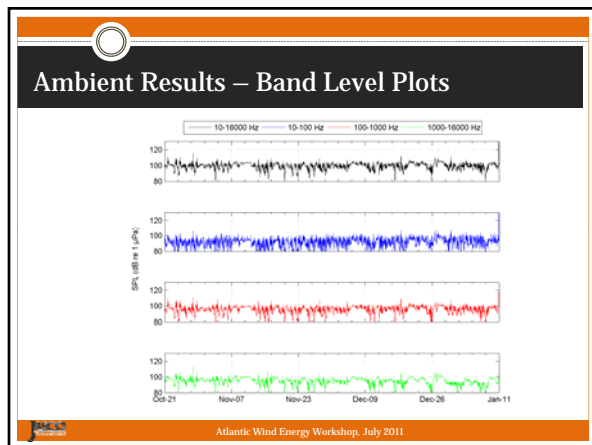 Ambient Results – Band Level Plots
10-16000 Hz 10-100 Hz 100-1000 Hz 1000-16000 Hz
120
100
80
120
100
80
SPL (dB re 1 µPa)
120
100
80
120
100
80
Oct-21 Nov-07 Nov-23 Dec-09 Dec-26 Jan-11
Atlantic Wind Energy Workshop, July 2011